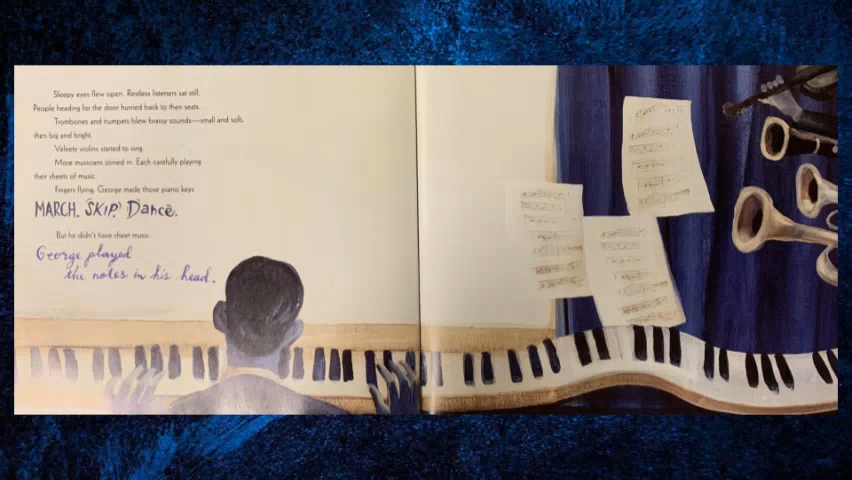 Sleepy eyes flew open. Restless listeners sat still.
People heading for the door hurried back to their seats.
Trombones and trumpets blew brassy sounds—small and soft,
then big and bright.
Velvety violins started to sing.
More musicians joined in. Each carefully playing
their sheets of music.
Fingers flying, George made those piano keys
MARCH. SKIP. Dance.
But he didn't have sheet music.
George played
the notes in his head.